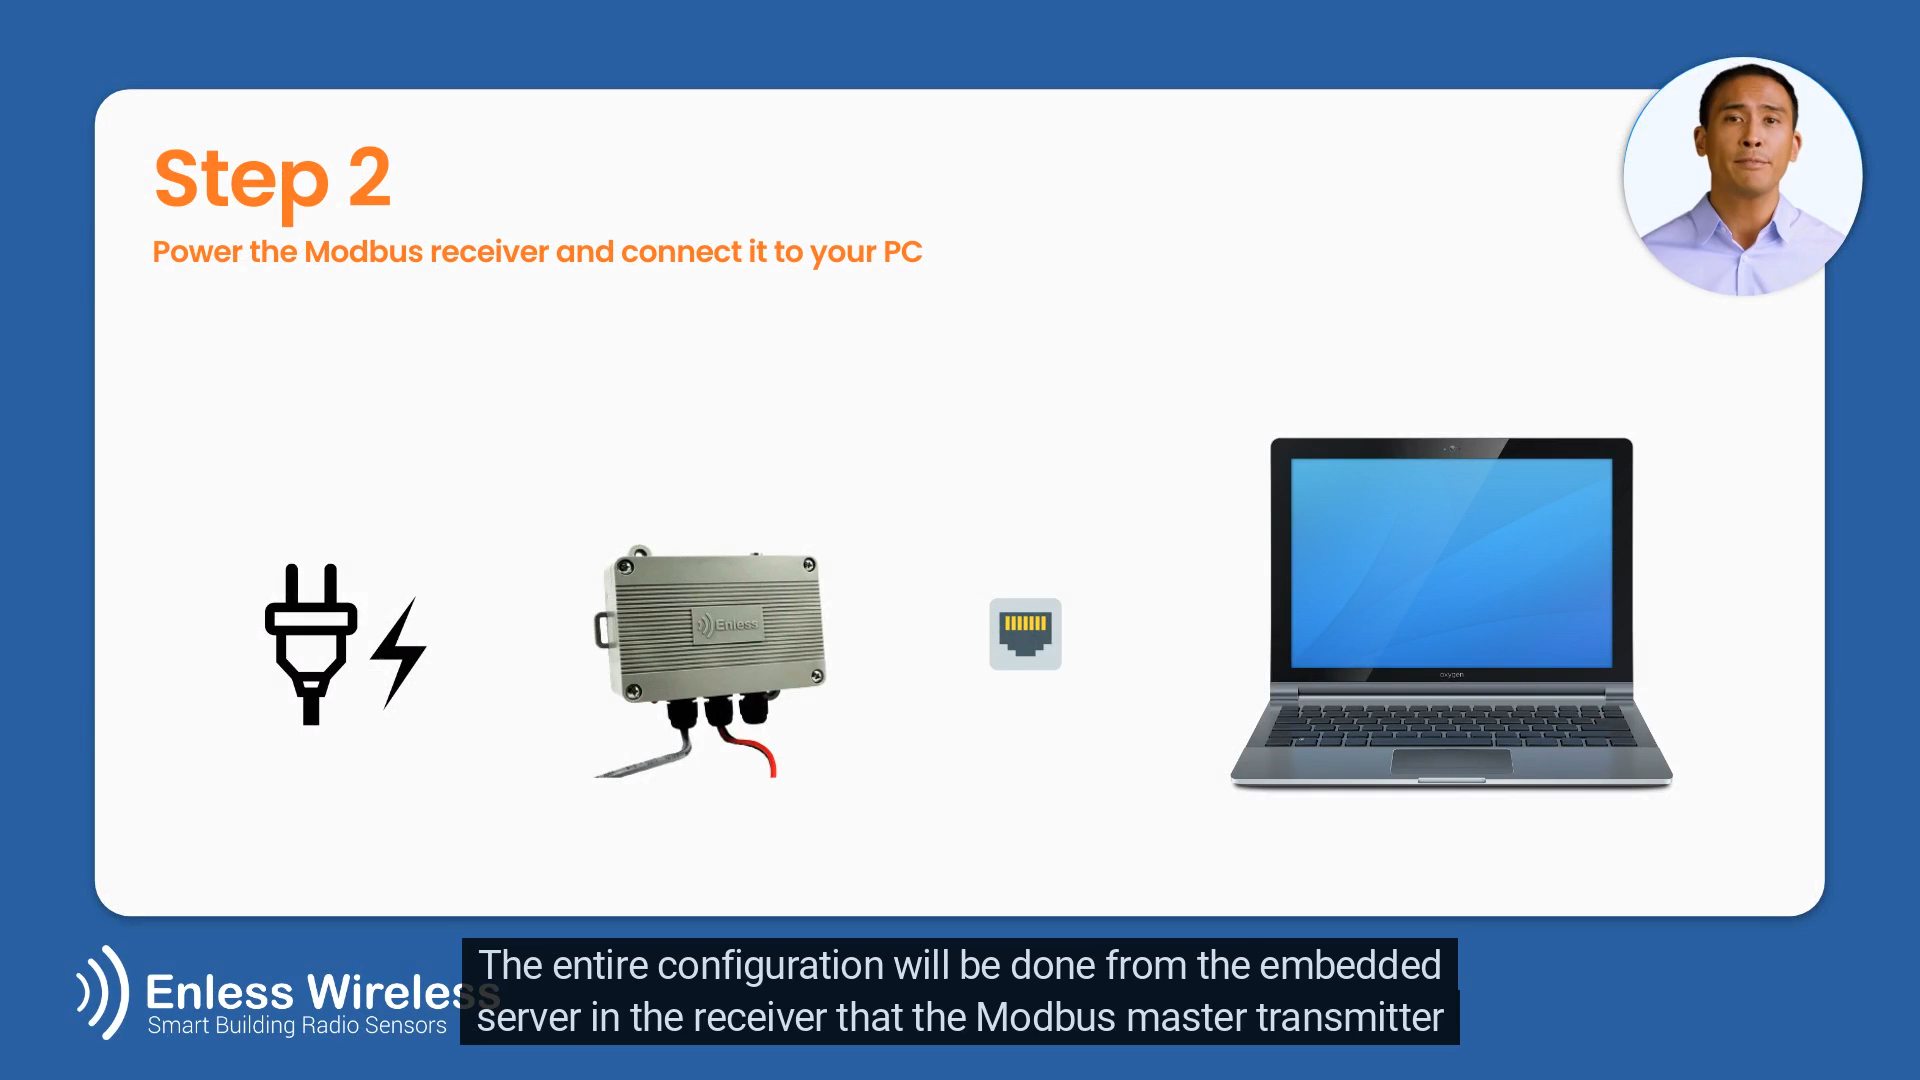 Step 2
Power the Modbus receiver and connect it to your PC
Enless
oxygen
Enless Wireless
Smart Building Radio Sensors
The entire configuration will be done from the embedded
server in the receiver that the Modbus master transmitter